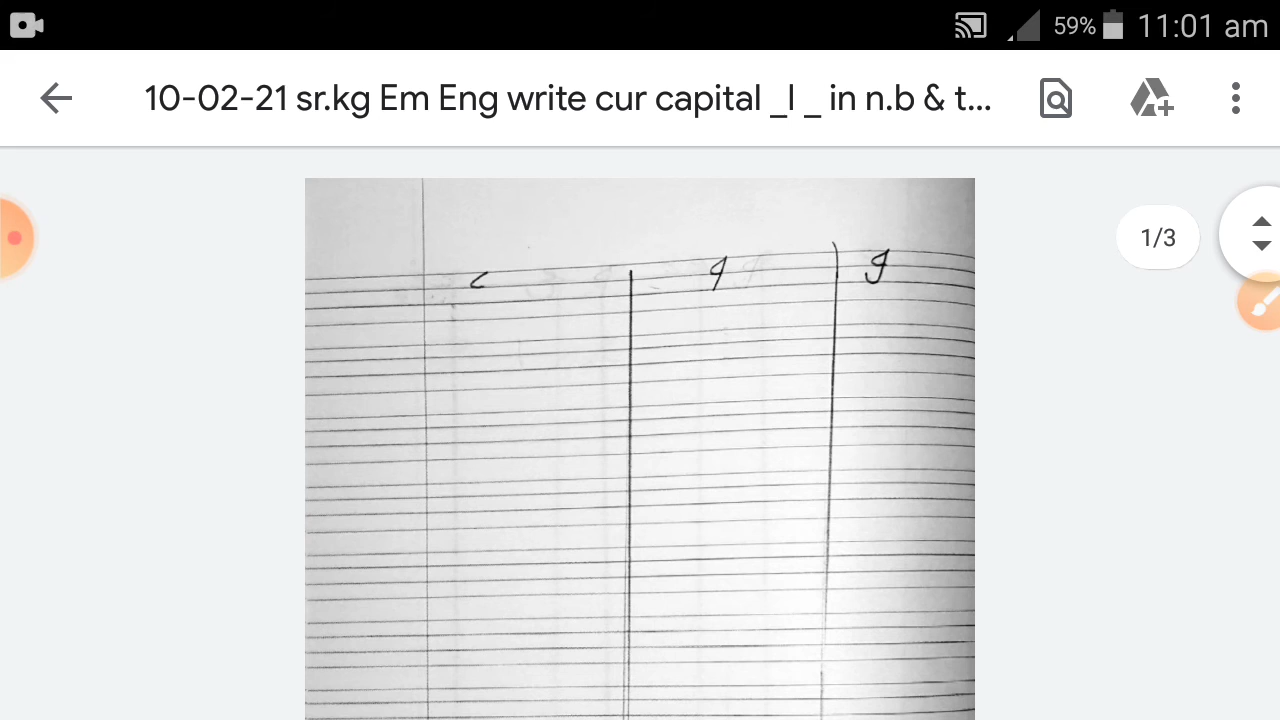 59% 11:01 am
10-02-21 sr.kg Em Eng write cur capital _I _ in n.b & t...
1/3
c q g